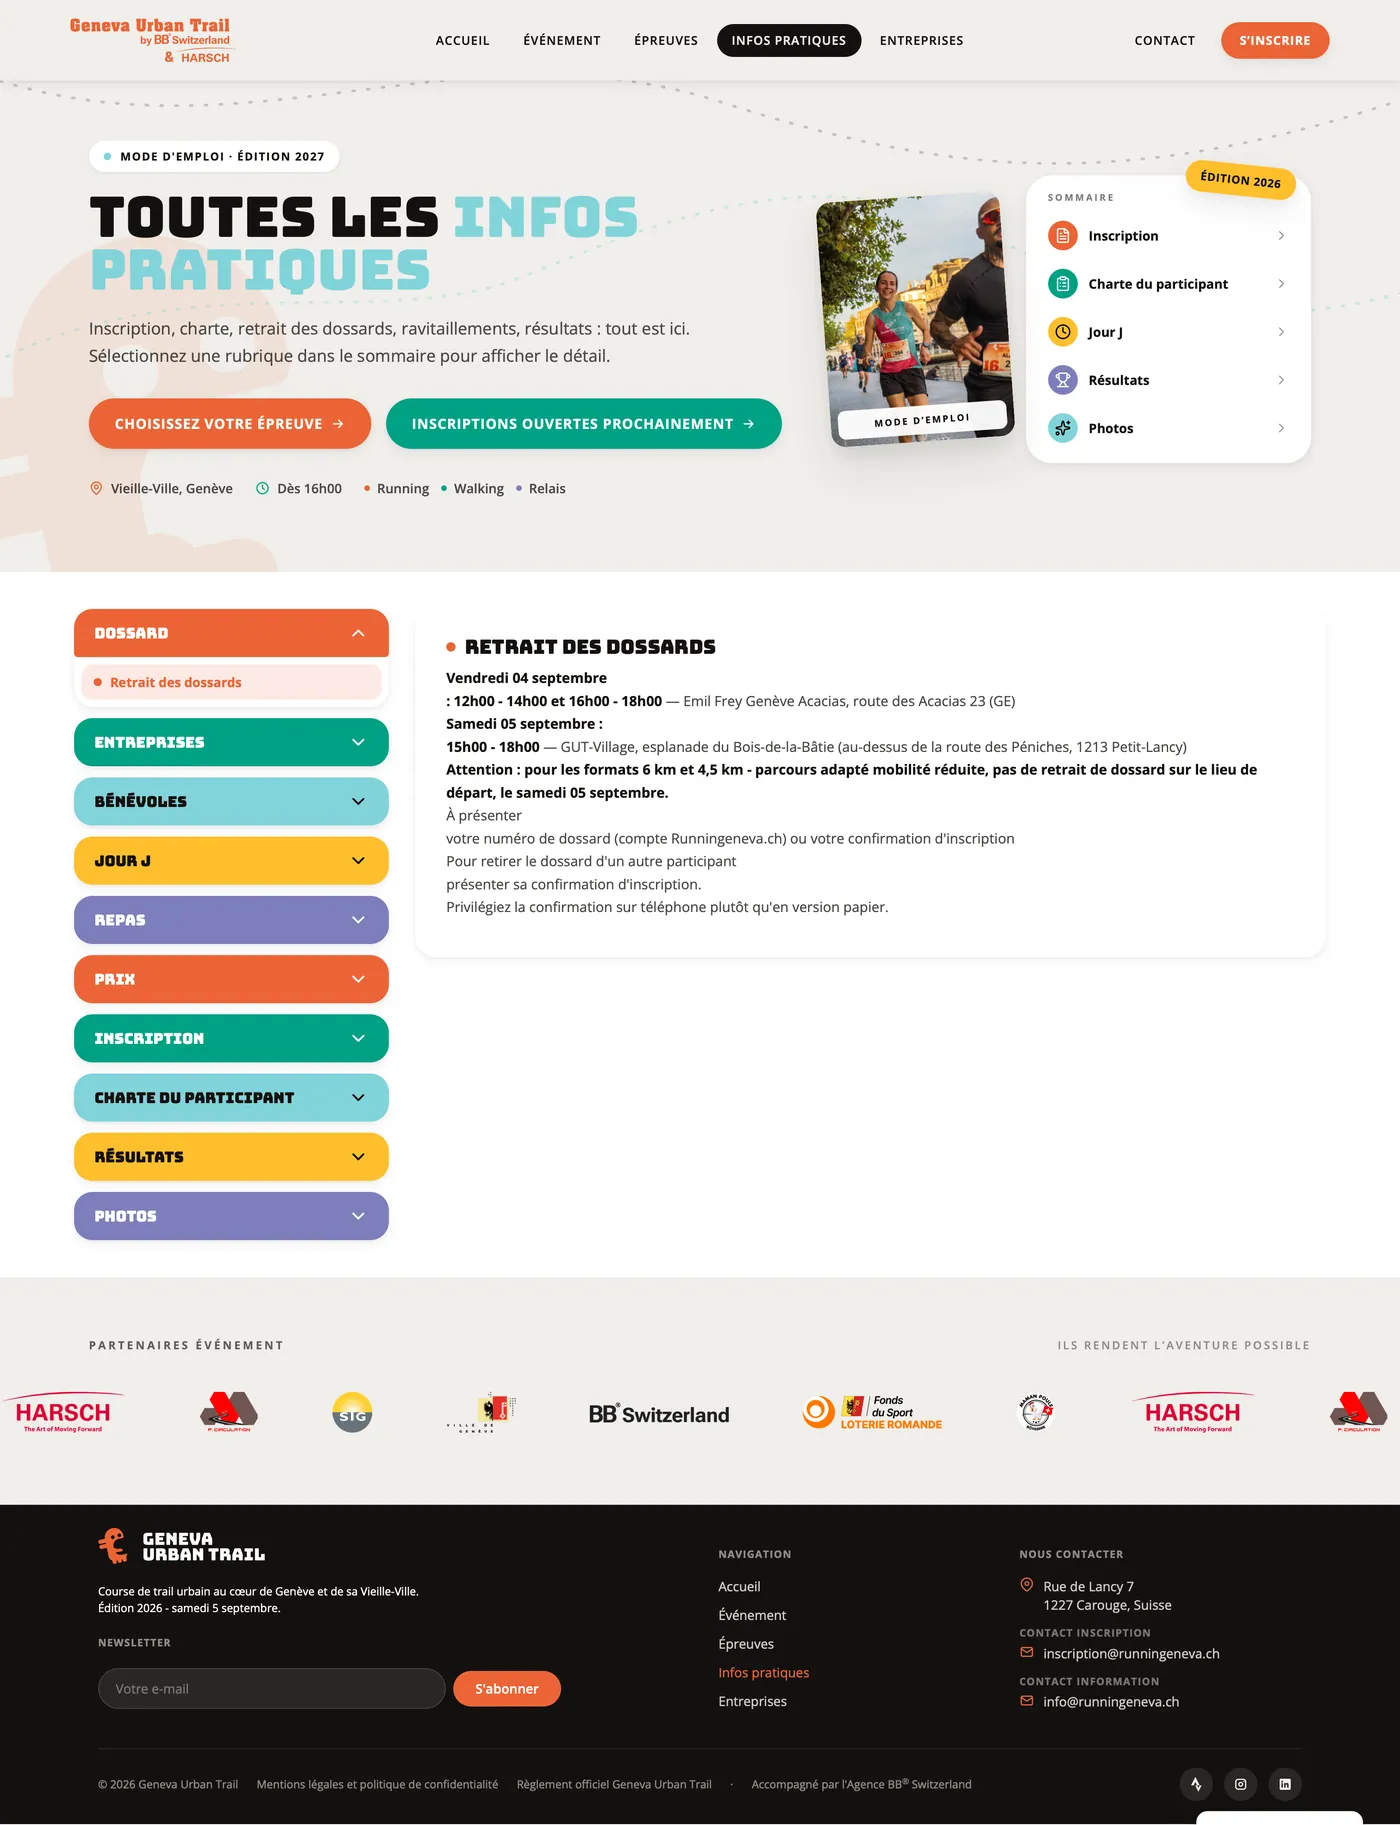 Geneva Urban Trail
by BB® Switzerland
& HARSCH
ACCUEIL
ÉVÉNEMENT
ÉPREUVES
INFOS PRATIQUES
ENTREPRISES
CONTACT
S'INSCRIRE
MODE D'EMPLOI · ÉDITION 2027
TOUTES LES INFOS
PRATIQUES
Inscription, charte, retrait des dossards, ravitaillements, résultats : tout est ici.
Sélectionnez une rubrique dans le sommaire pour afficher le détail.
CHOISISSEZ VOTRE ÉPREUVE →
INSCRIPTIONS OUVERTES PROCHAINEMENT →
Vieille-Ville, Genève
Dès 16h00
Running
Walking
Relais
MODE D'EMPLOI
ÉDITION 2026
SOMMAIRE
Inscription
Charte du participant
Jour J
Résultats
Photos
DOSSARD
Retrait des dossards
ENTREPRISES
BÉNÉVOLES
JOUR J
REPAS
PRIX
INSCRIPTION
CHARTE DU PARTICIPANT
RÉSULTATS
PHOTOS
RETRAIT DES DOSSARDS
Vendredi 04 septembre
: 12h00 - 14h00 et 16h00 - 18h00 — Emil Frey Genève Acacias, route des Acacias 23 (GE)
Samedi 05 septembre :
15h00 - 18h00 — GUT-Village, esplanade du Bois-de-la-Bâtie (au-dessus de la route des Péniches, 1213 Petit-Lancy)
Attention : pour les formats 6 km et 4,5 km - parcours adapté mobilité réduite, pas de retrait de dossard sur le lieu de
départ, le samedi 05 septembre.
À présenter
votre numéro de dossard (compte Runningeneva.ch) ou votre confirmation d'inscription
Pour retirer le dossard d'un autre participant
présenter sa confirmation d'inscription.
Privilégiez la confirmation sur téléphone plutôt qu'en version papier.
PARTENAIRES ÉVÉNEMENT
ILS RENDENT L'AVENTURE POSSIBLE
HARSCH
The Art of Moving Forward
P. CIRCULATION
SIG
VILLE DE
GENÈVE
BB® Switzerland
Fonds
du Sport
LOTERIE ROMANDE
HARSCH
The Art of Moving Forward
P. CIRCULATION
GENEVA
URBAN TRAIL
Course de trail urbain au cœur de Genève et de sa Vieille-Ville.
Édition 2026 - samedi 5 septembre.
NEWSLETTER
Votre e-mail
S'abonner
NAVIGATION
Accueil
Événement
Épreuves
Infos pratiques
Entreprises
NOUS CONTACTER
Rue de Lancy 7
1227 Carouge, Suisse
CONTACT INSCRIPTION
inscription@runningeneva.ch
CONTACT INFORMATION
info@runningeneva.ch
© 2026 Geneva Urban Trail
Mentions légales et politique de confidentialité
Règlement officiel Geneva Urban Trail
·
Accompagné par l'Agence BB® Switzerland